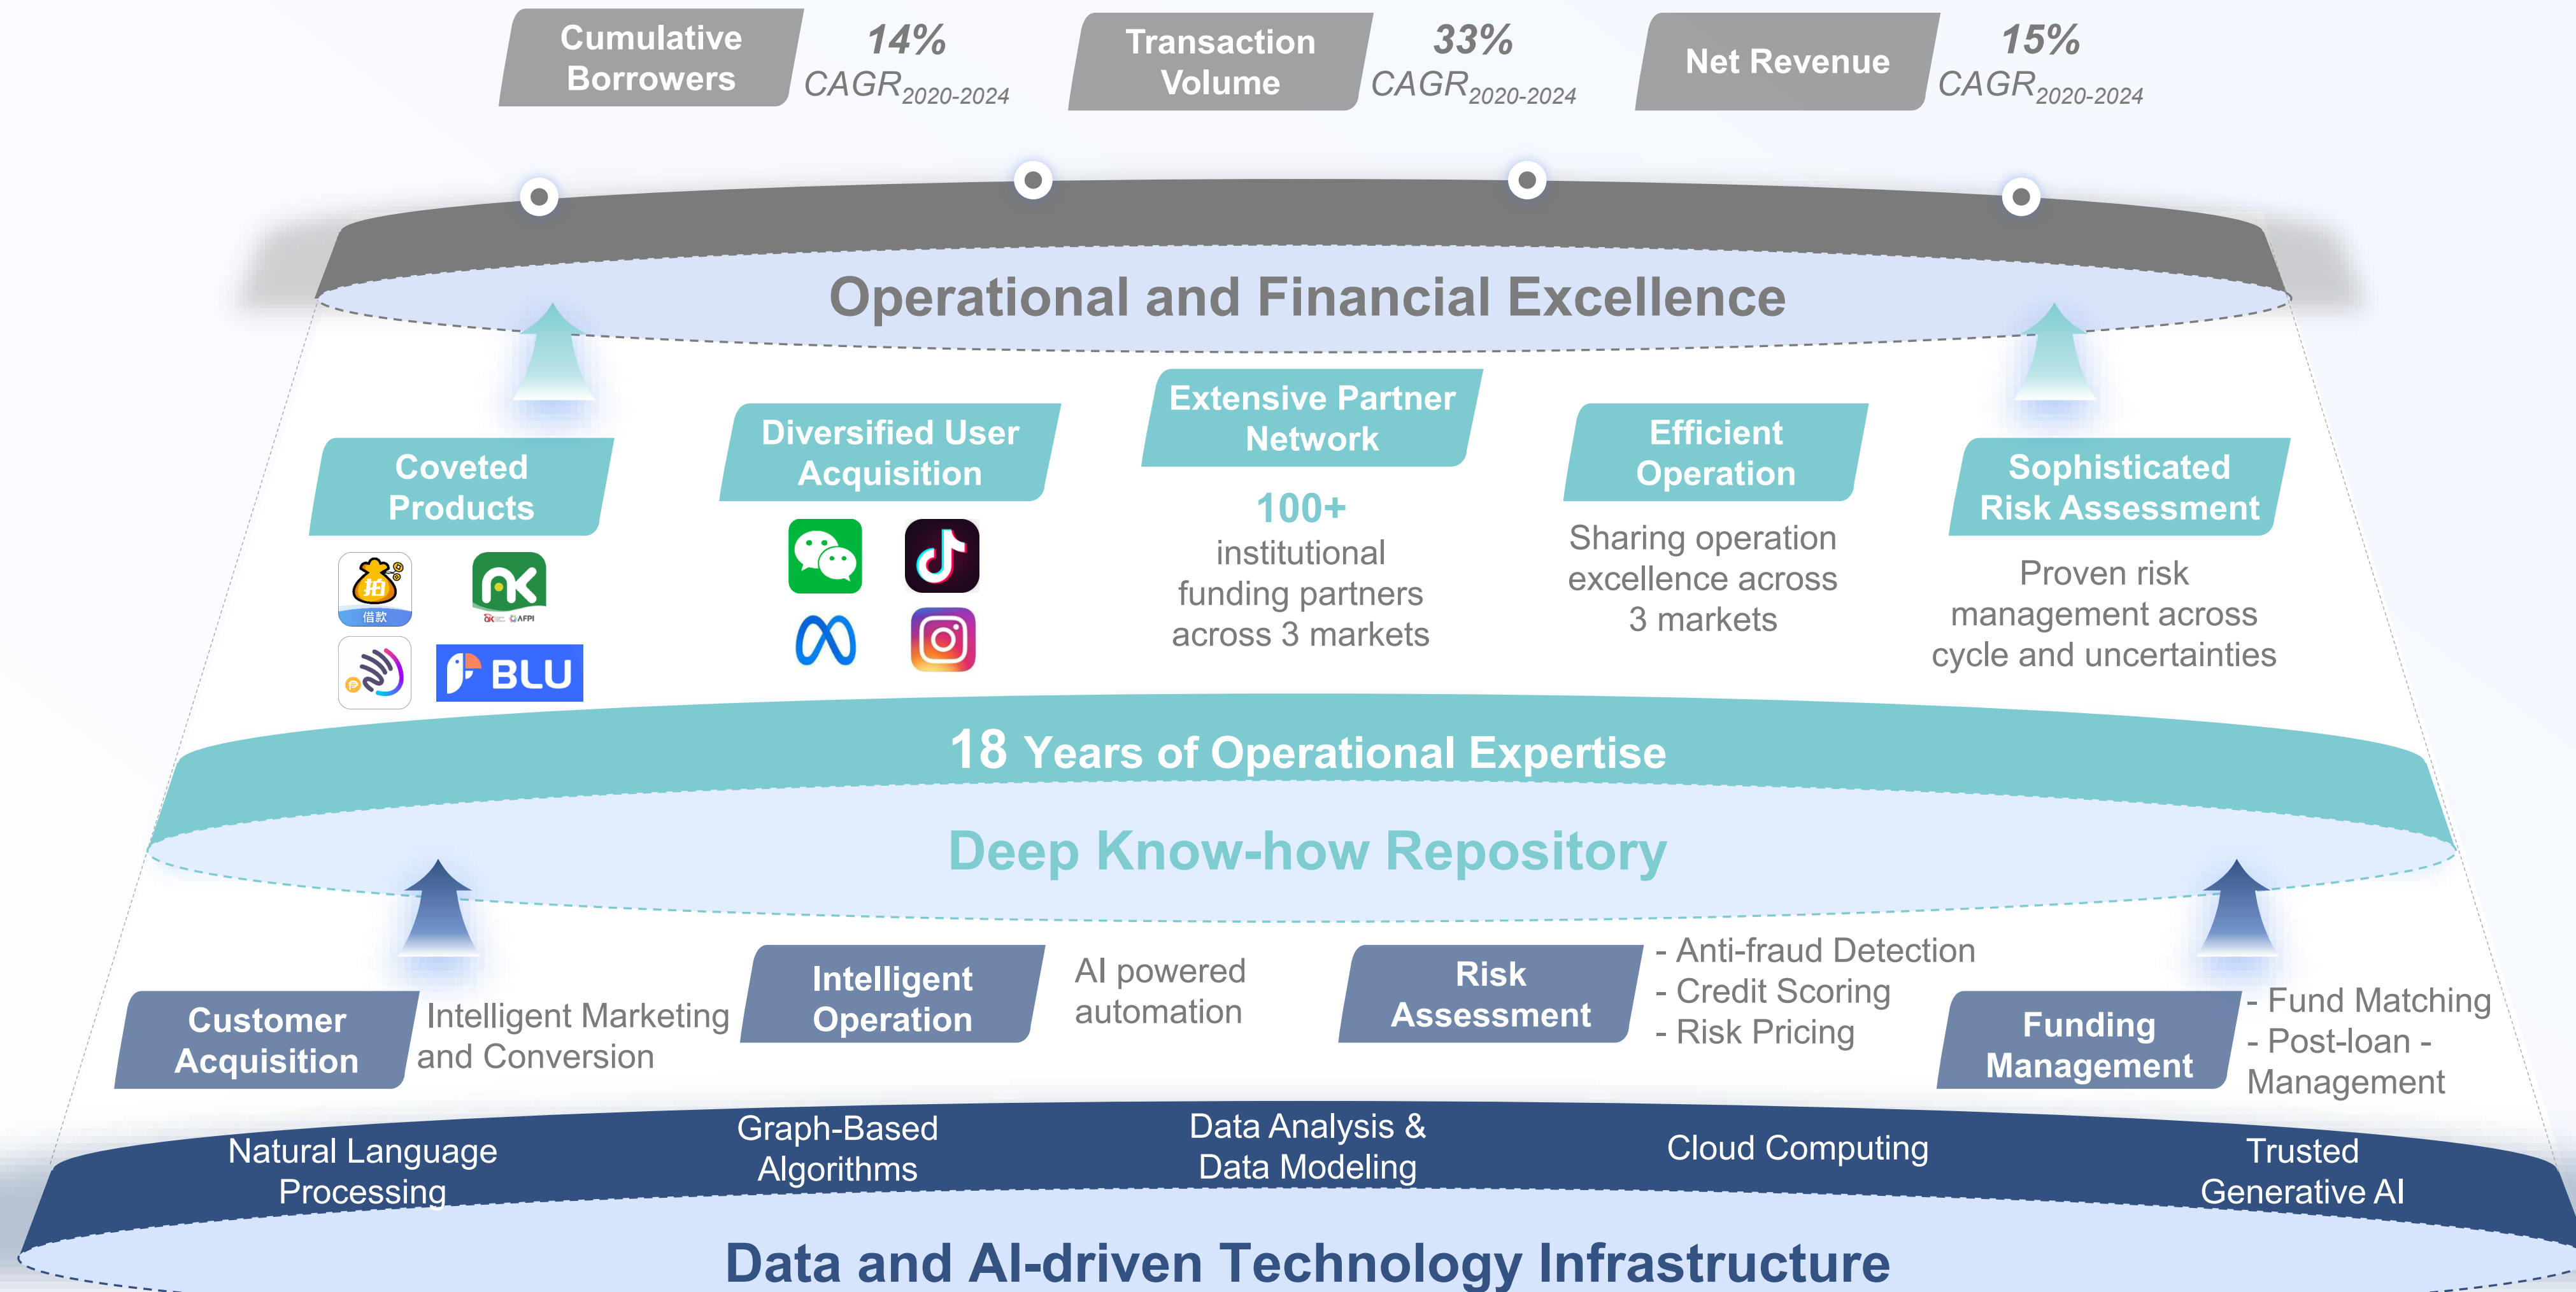 Cumulative
Borrowers
14%
CAGR2020-2024
Transaction
Volume
33%
CAGR2020-2024
Net Revenue
15%
CAGR2020-2024
Operational and Financial Excellence
Coveted
Products
拍
借款
AK
AFPI
P
BLU
Diversified User
Acquisition
Extensive Partner
Network
100+
institutional
funding partners
across 3 markets
Efficient
Operation
Sharing operation
excellence across
3 markets
Sophisticated
Risk Assessment
Proven risk
management across
cycle and uncertainties
18 Years of Operational Expertise
Deep Know-how Repository
Customer
Acquisition
Intelligent Marketing
and Conversion
Intelligent
Operation
AI powered
automation
Risk
Assessment
- Anti-fraud Detection
- Credit Scoring
- Risk Pricing
Funding
Management
- Fund Matching
- Post-loan -
Management
Natural Language
Processing
Graph-Based
Algorithms
Data Analysis &
Data Modeling
Cloud Computing
Trusted
Generative AI
Data and AI-driven Technology Infrastructure